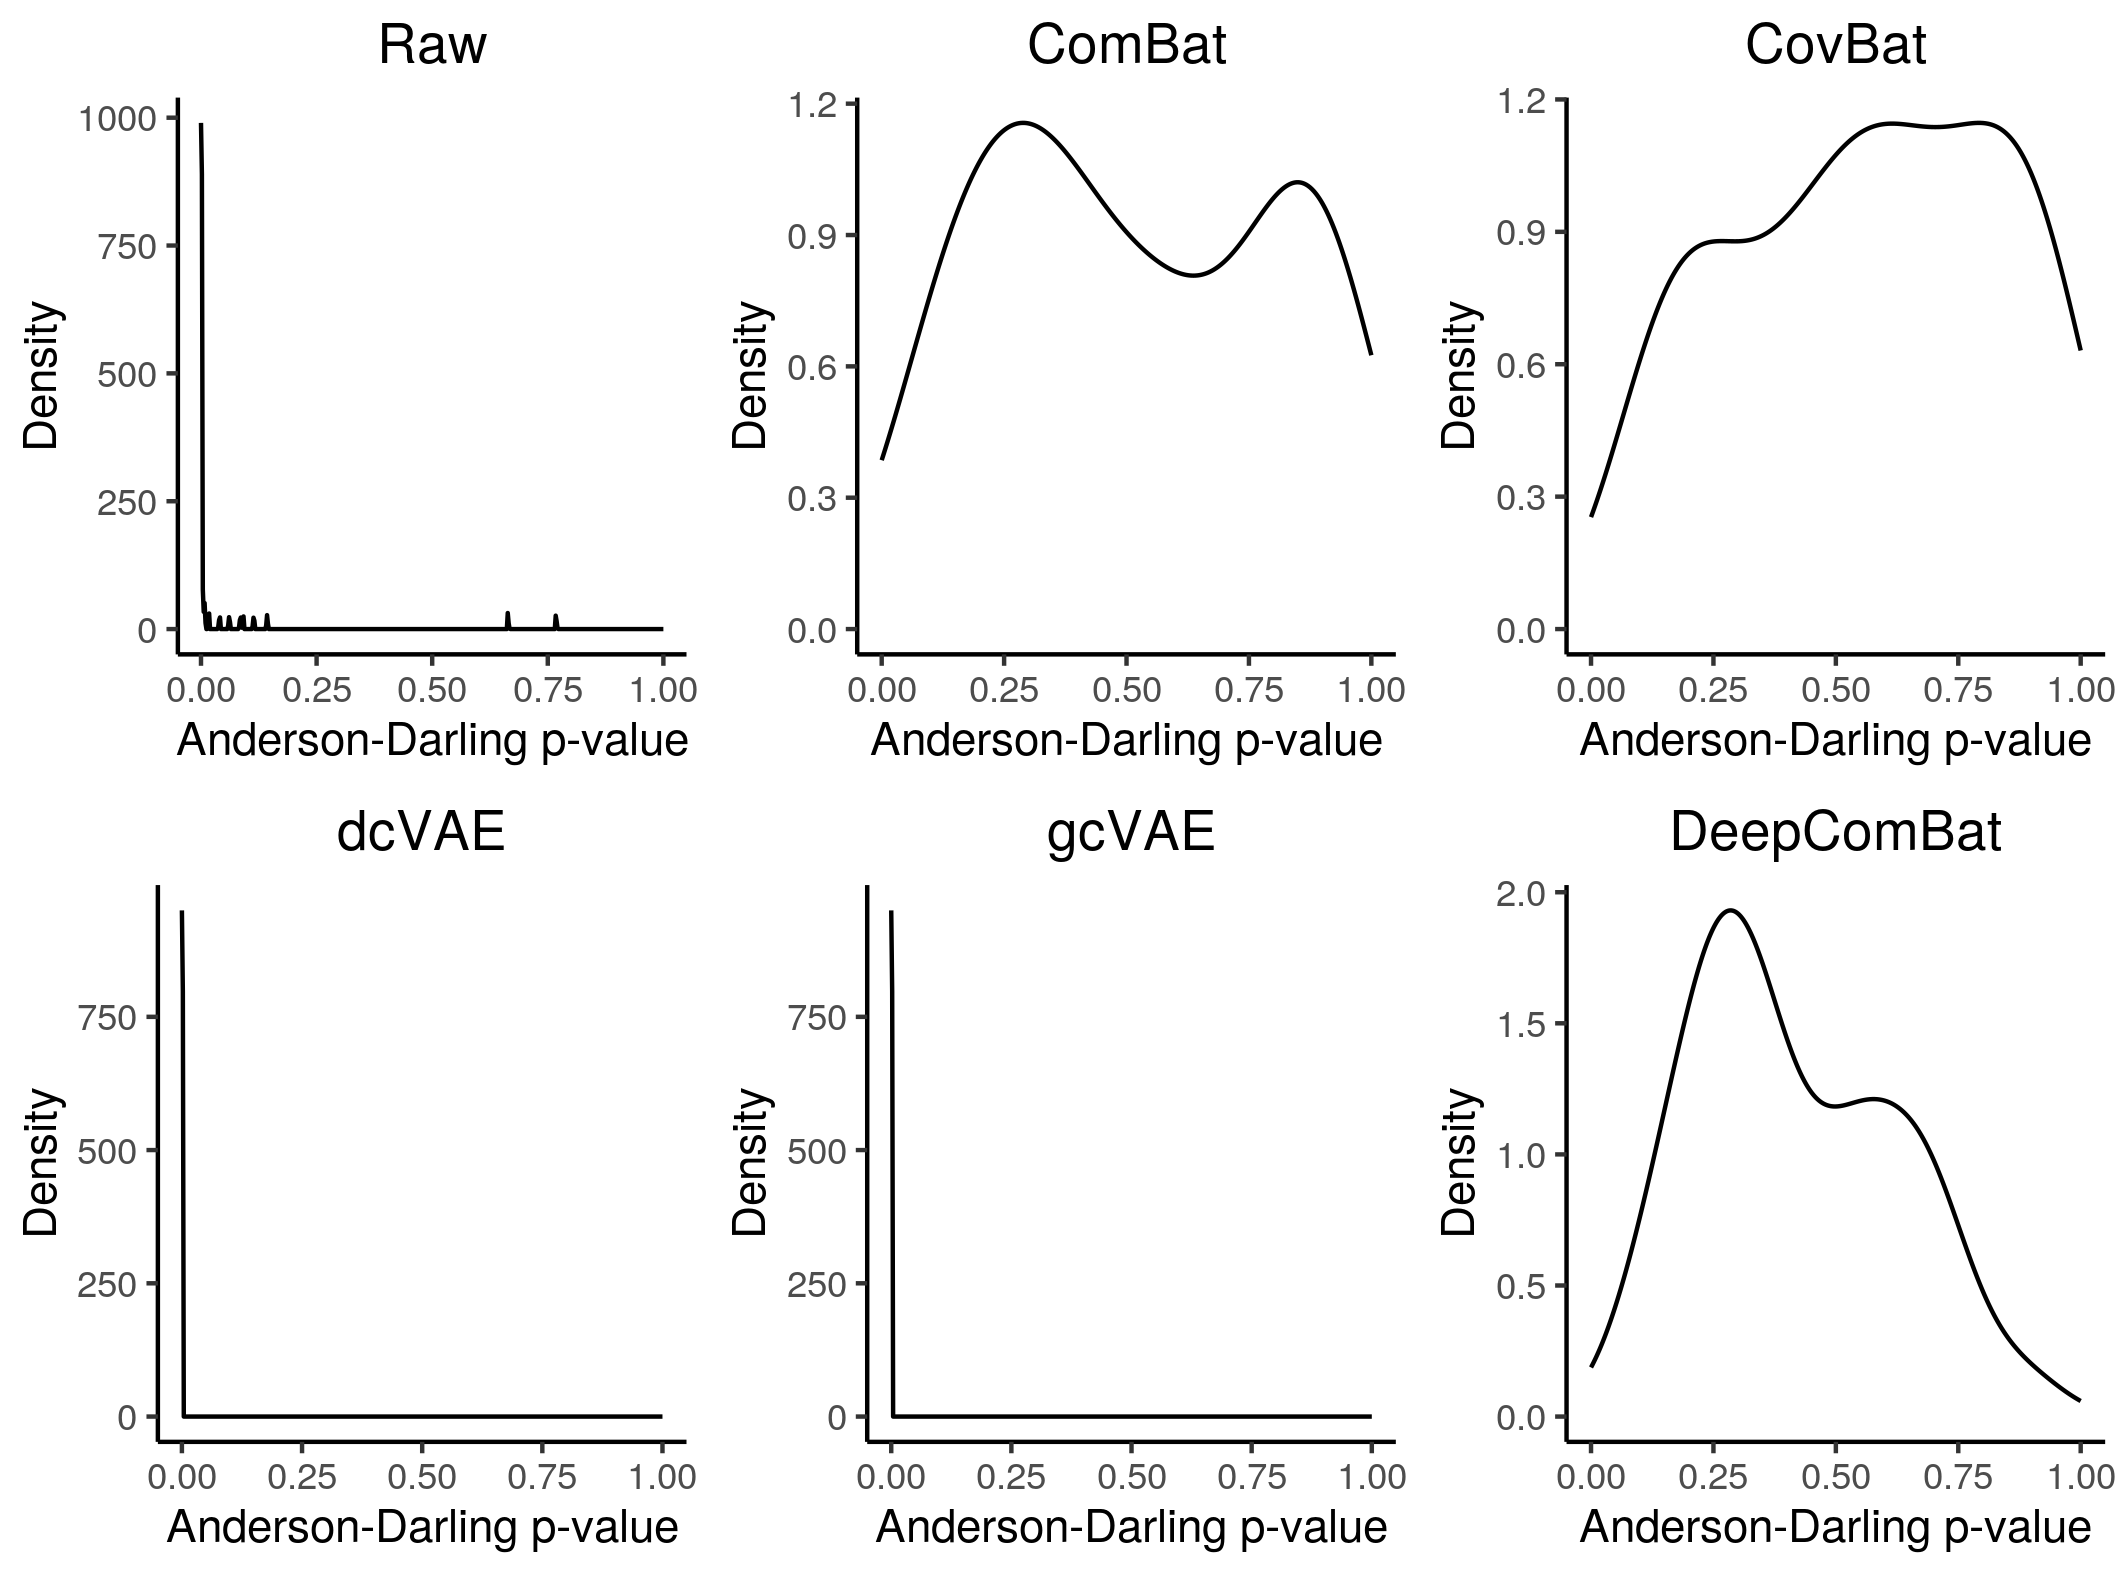 Raw
Density
1000
750
500
250
0
0.00 0.25 0.50 0.75 1.00
Anderson-Darling p-value
ComBat
Density
1.2
0.9
0.6
0.3
0.0
0.00 0.25 0.50 0.75 1.00
Anderson-Darling p-value
CovBat
Density
1.2
0.9
0.6
0.3
0.0
0.00 0.25 0.50 0.75 1.00
Anderson-Darling p-value
dcVAE
Density
750
500
250
0
0.00 0.25 0.50 0.75 1.00
Anderson-Darling p-value
gcVAE
Density
750
500
250
0
0.00 0.25 0.50 0.75 1.00
Anderson-Darling p-value
DeepComBat
Density
2.0
1.5
1.0
0.5
0.0
0.00 0.25 0.50 0.75 1.00
Anderson-Darling p-value